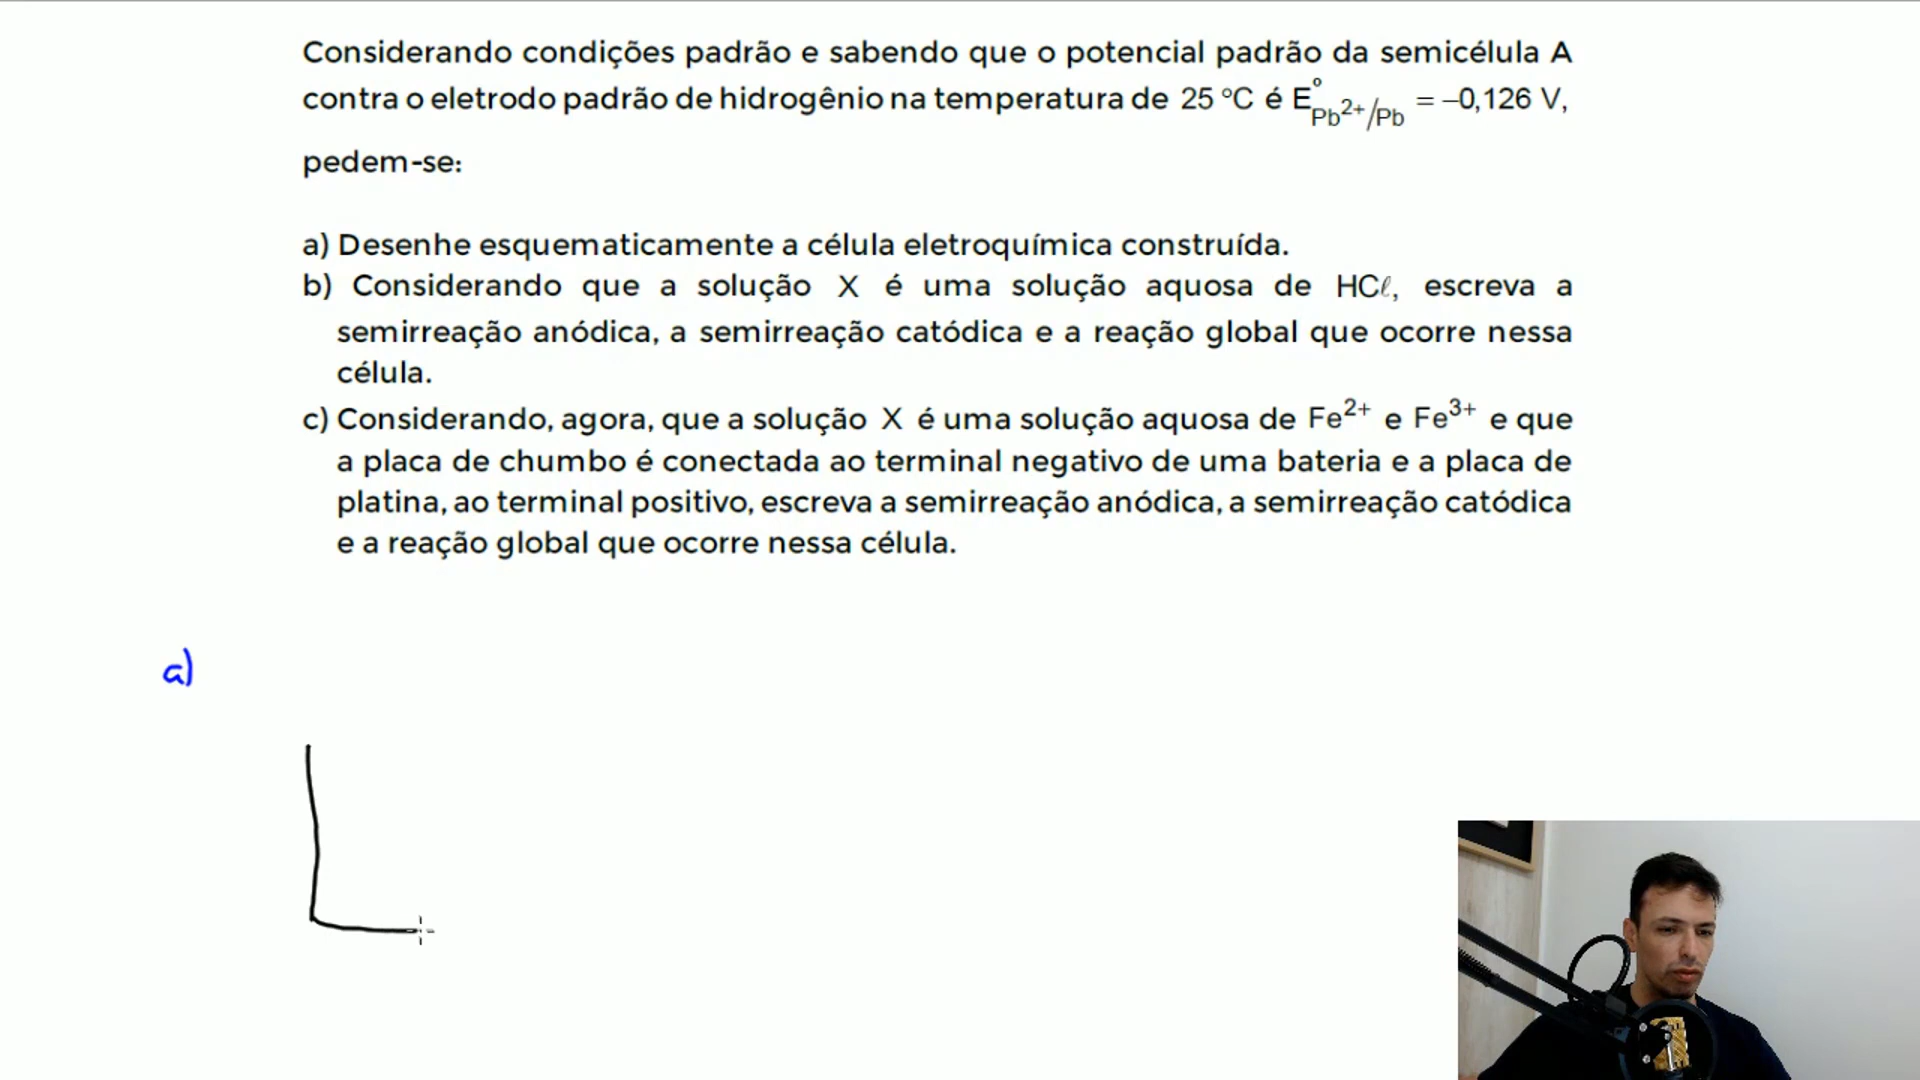 Considerando condições padrão e sabendo que o potencial padrão da semicélula A
contra o eletrodo padrão de hidrogênio na temperatura de 25 °C é E°Pb²⁺/Pb = –0,126 V,
pedem-se:
a) Desenhe esquematicamente a célula eletroquímica construída.
b) Considerando que a solução X é uma solução aquosa de HCℓ, escreva a
semirreação anódica, a semirreação catódica e a reação global que ocorre nessa
célula.
c) Considerando, agora, que a solução X é uma solução aquosa de Fe²⁺ e Fe³⁺ e que
a placa de chumbo é conectada ao terminal negativo de uma bateria e a placa de
platina, ao terminal positivo, escreva a semirreação anódica, a semirreação catódica
e a reação global que ocorre nessa célula.
a)